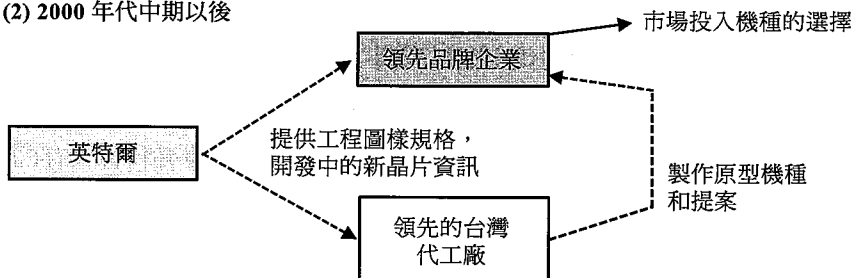 (2) 2000 年代中期以後
市場投入機種的選擇
領先品牌企業
英特爾
提供工程圖樣規格，
開發中的新晶片資訊
製作原型機種
和提案
領先的台灣
代工廠